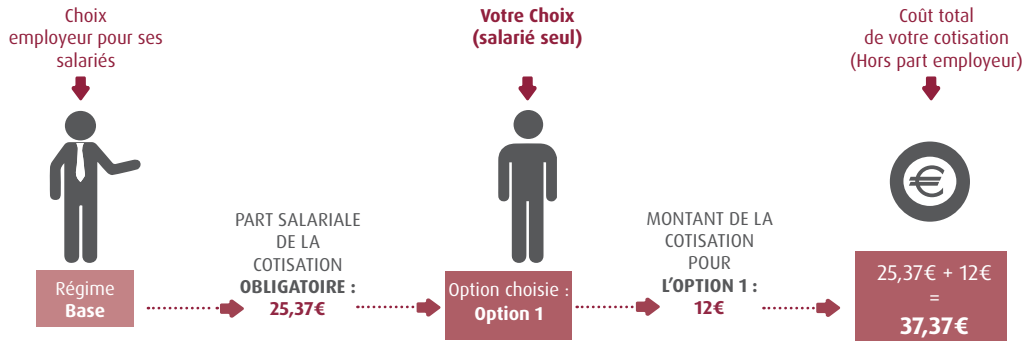 Choix
employeur pour ses
salariés
Votre Choix
(salarié seul)
Coût total
de votre cotisation
(Hors part employeur)
€
Régime
Base
PART SALARIALE
DE LA
COTISATION
OBLIGATOIRE :
25,37€
Option choisie :
Option 1
MONTANT DE LA
COTISATION
POUR
L'OPTION 1 :
12€
25,37€ + 12€
=
37,37€